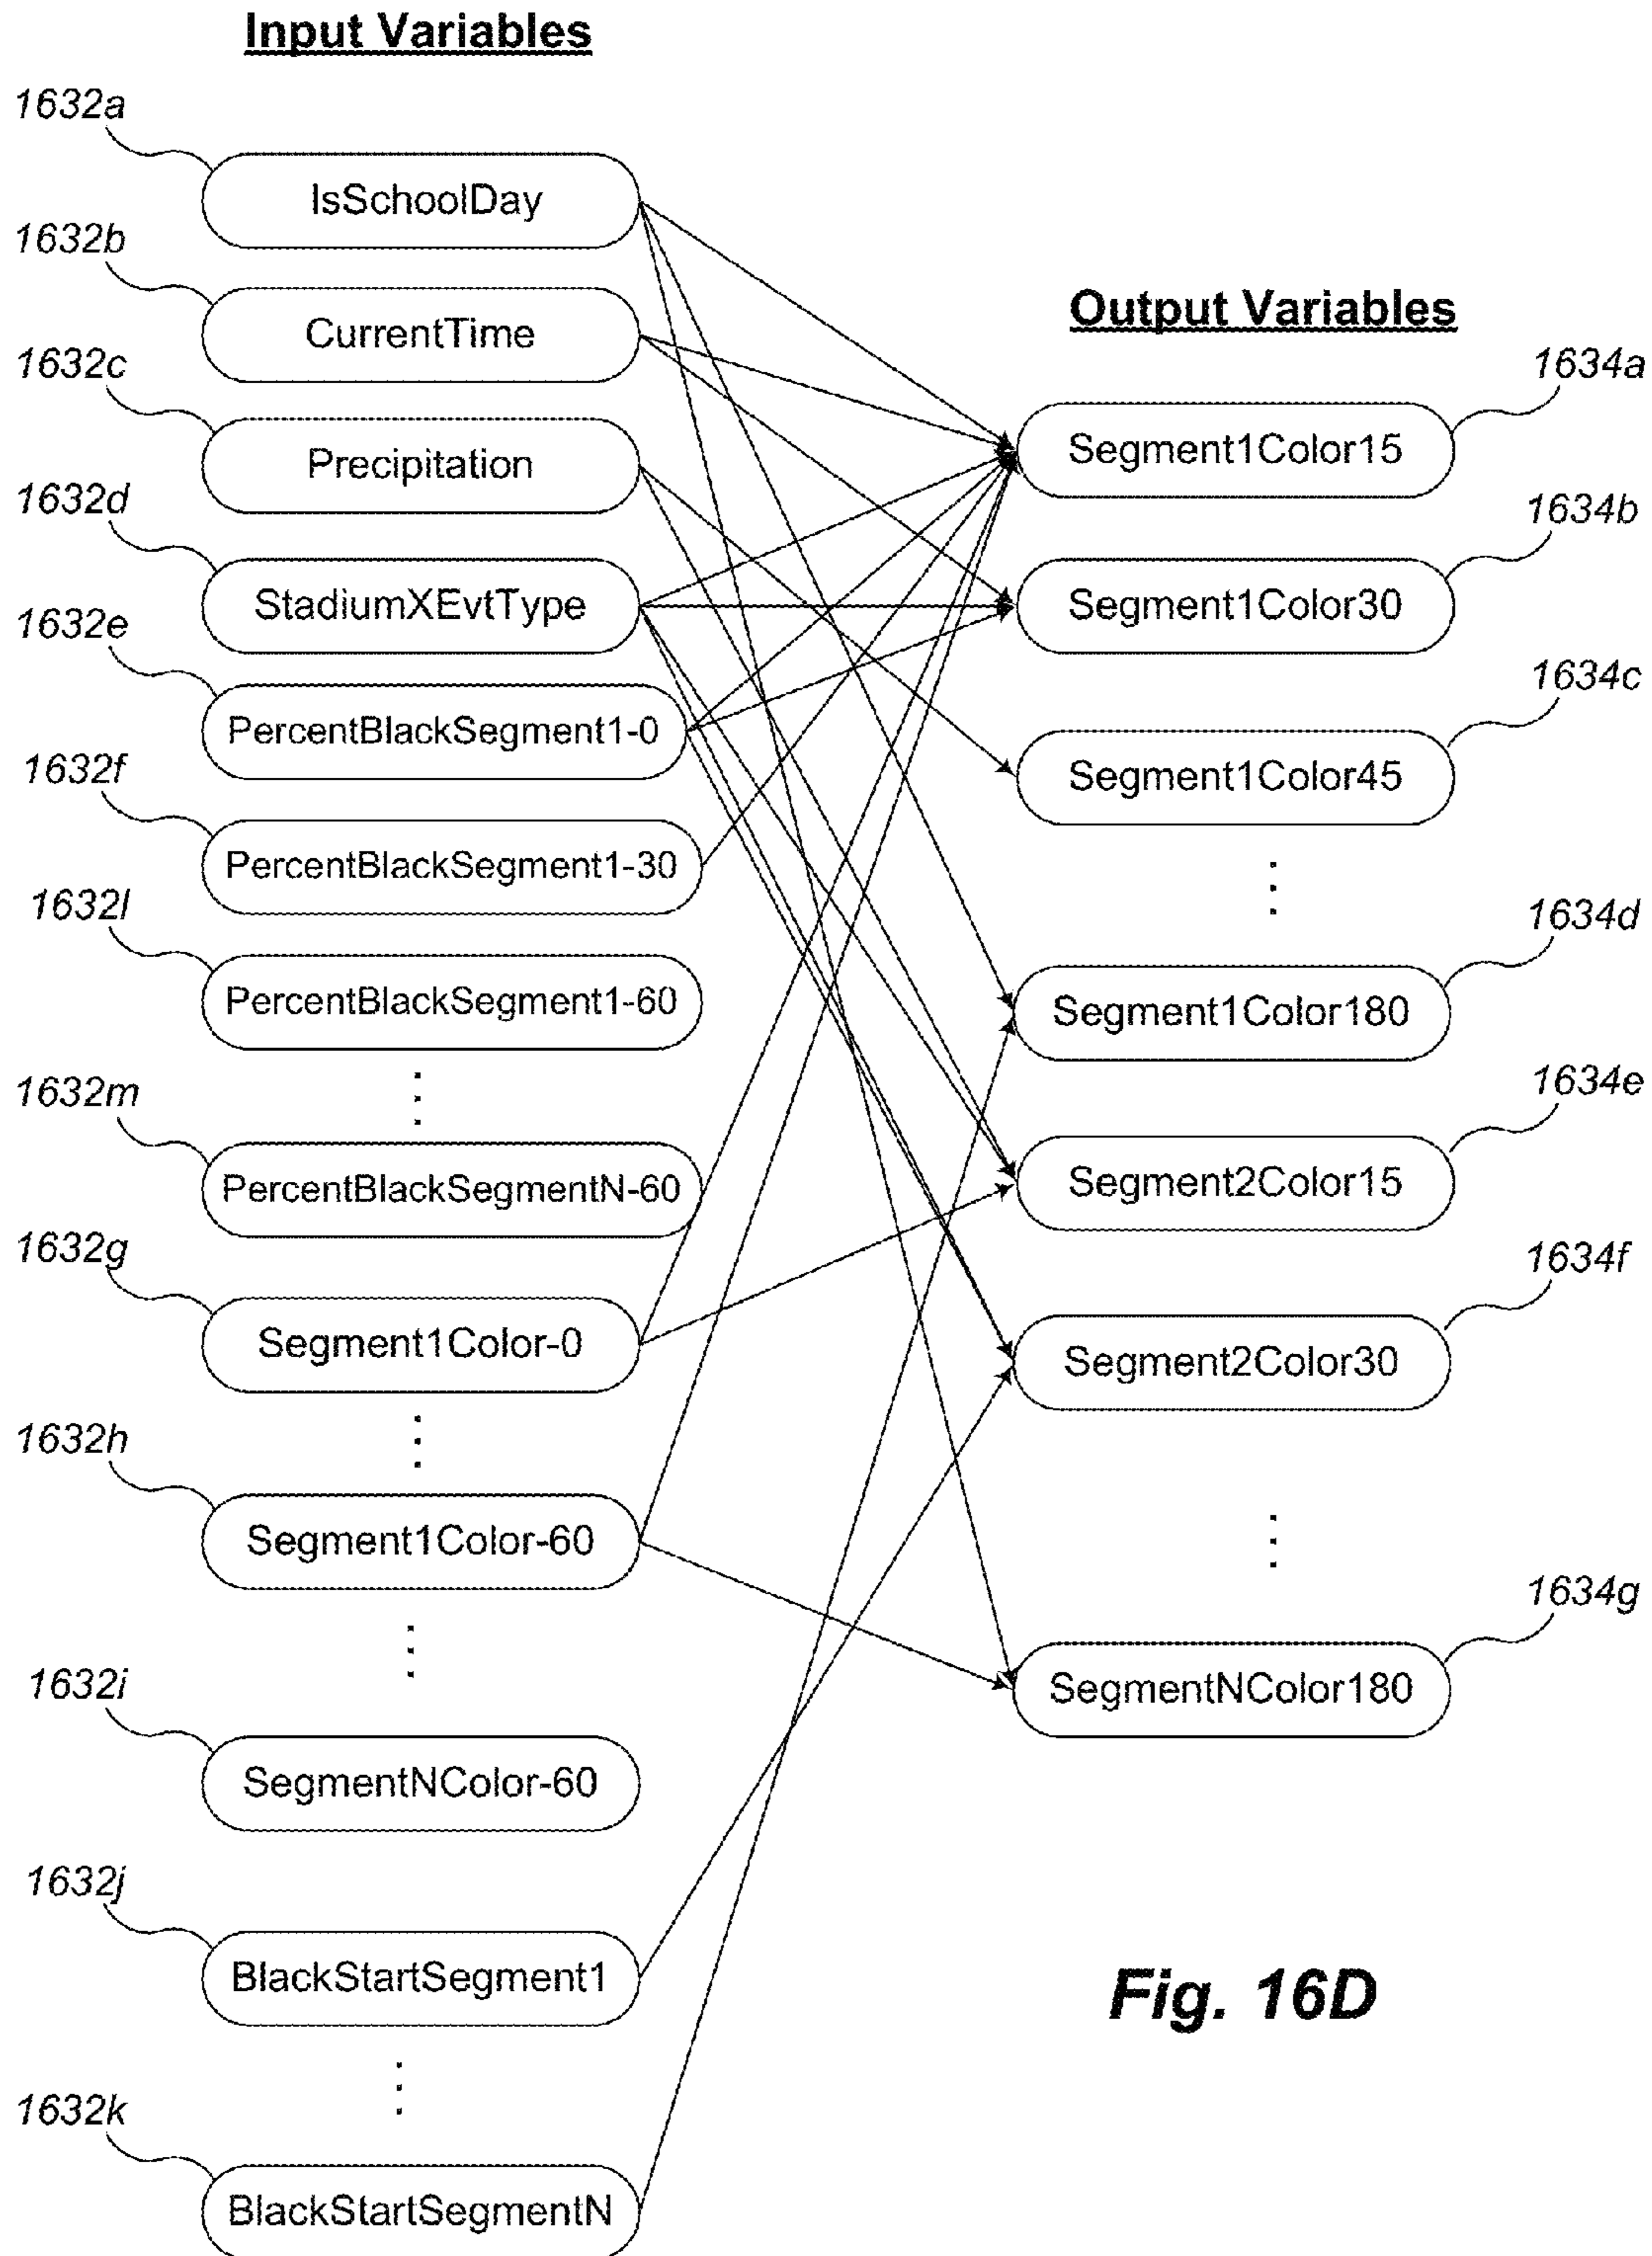 Input Variables
1632a
IsSchoolDay
1632b
CurrentTime
1632c
Precipitation
1632d
StadiumXEvtType
1632e
PercentBlackSegment1-0
1632f
PercentBlackSegment1-30
1632l
PercentBlackSegment1-60
1632m
PercentBlackSegmentN-60
1632g
Segment1Color-0
1632h
Segment1Color-60
1632i
SegmentNColor-60
1632j
BlackStartSegment1
1632k
BlackStartSegmentN
Output Variables
1634a
Segment1Color15
1634b
Segment1Color30
1634c
Segment1Color45
1634d
Segment1Color180
1634e
Segment2Color15
1634f
Segment2Color30
1634g
SegmentNColor180
Fig. 16D